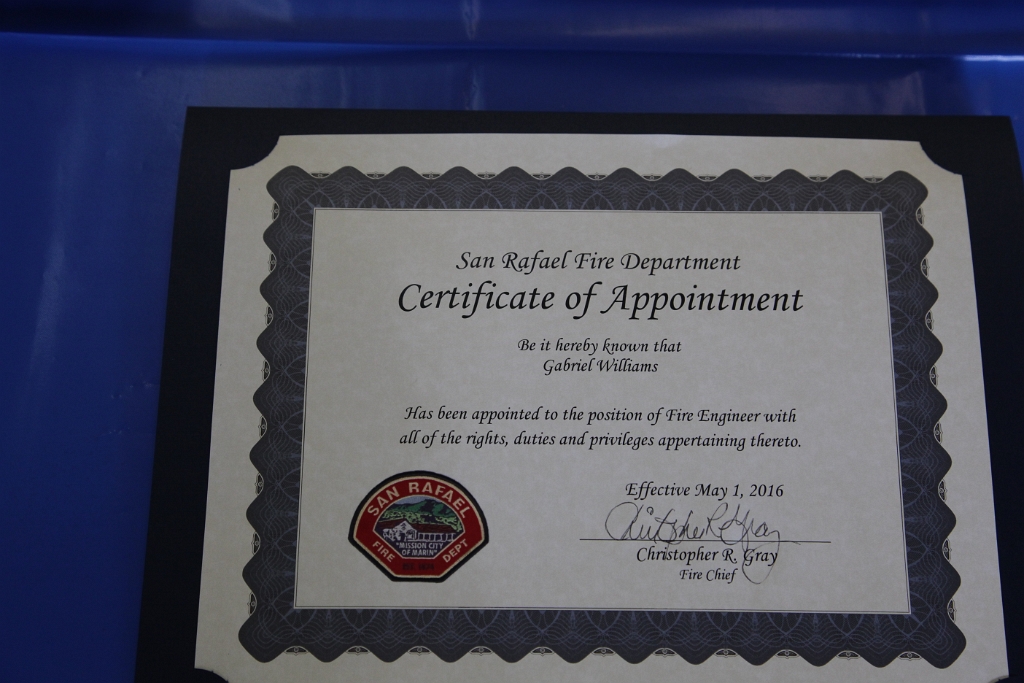 San Rafael Fire Department
Certificate of Appointment
Be it hereby known that
Gabriel Williams
Has been appointed to the position of Fire Engineer with
all of the rights, duties and privileges appertaining thereto.
Effective May 1, 2016
Christopher R. Gray
Christopher R. Gray
Fire Chief
SAN RAFAEL
"MISSION CITY
OF MARIN"
FIRE DEPT